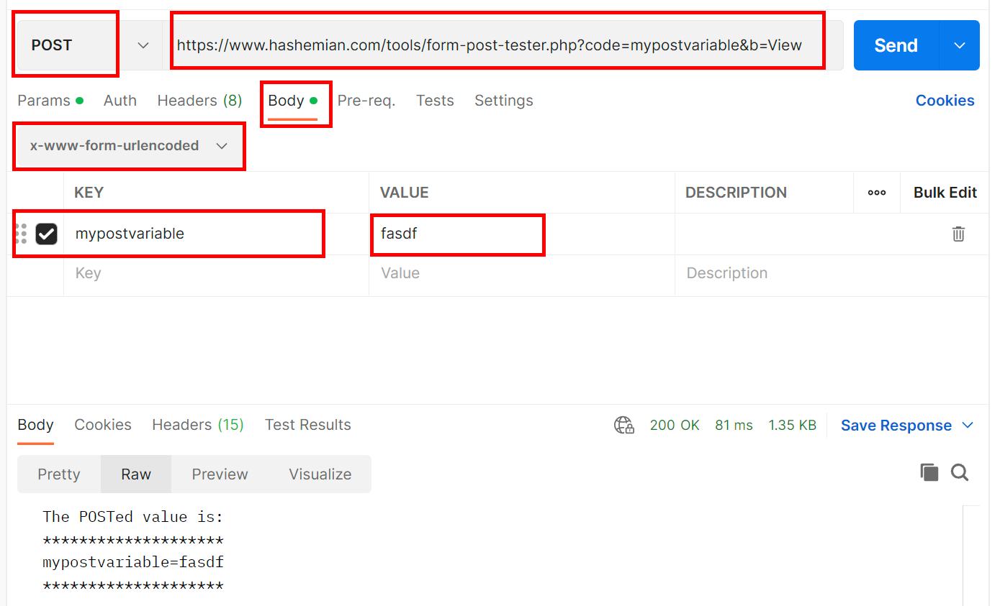 POST https://www.hashemian.com/tools/form-post-tester.php?code=mypostvariable&b=View Send
Params Auth Headers (8) Body Pre-req. Tests Settings Cookies
x-www-form-urlencoded
KEY VALUE DESCRIPTION Bulk Edit
mypostvariable fasdf
Key Value Description
Body Cookies Headers (15) Test Results 200 OK 81 ms 1.35 KB Save Response
Pretty Raw Preview Visualize
The POSTed value is:
********************
mypostvariable=fasdf
********************